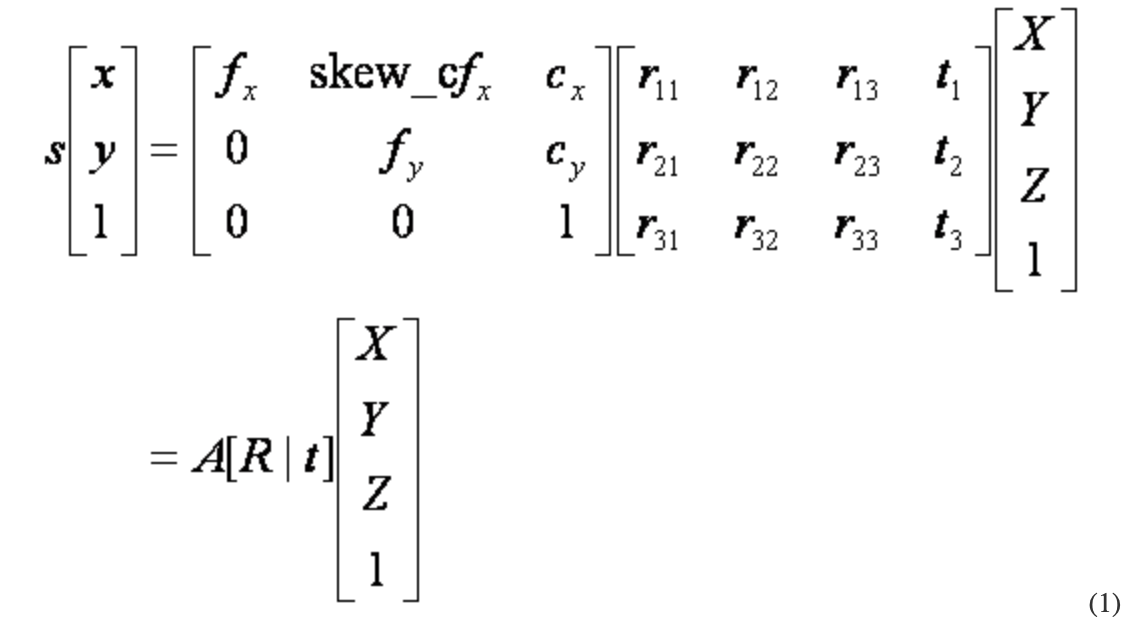 s [x y 1] = [f_x skew_cf_x c_x 0 f_y c_y 0 0 1] [r_11 r_12 r_13 t_1 r_21 r_22 r_23 t_2 r_31 r_32 r_33 t_3] [X Y Z 1]
= A[R | t] [X Y Z 1]
(1)